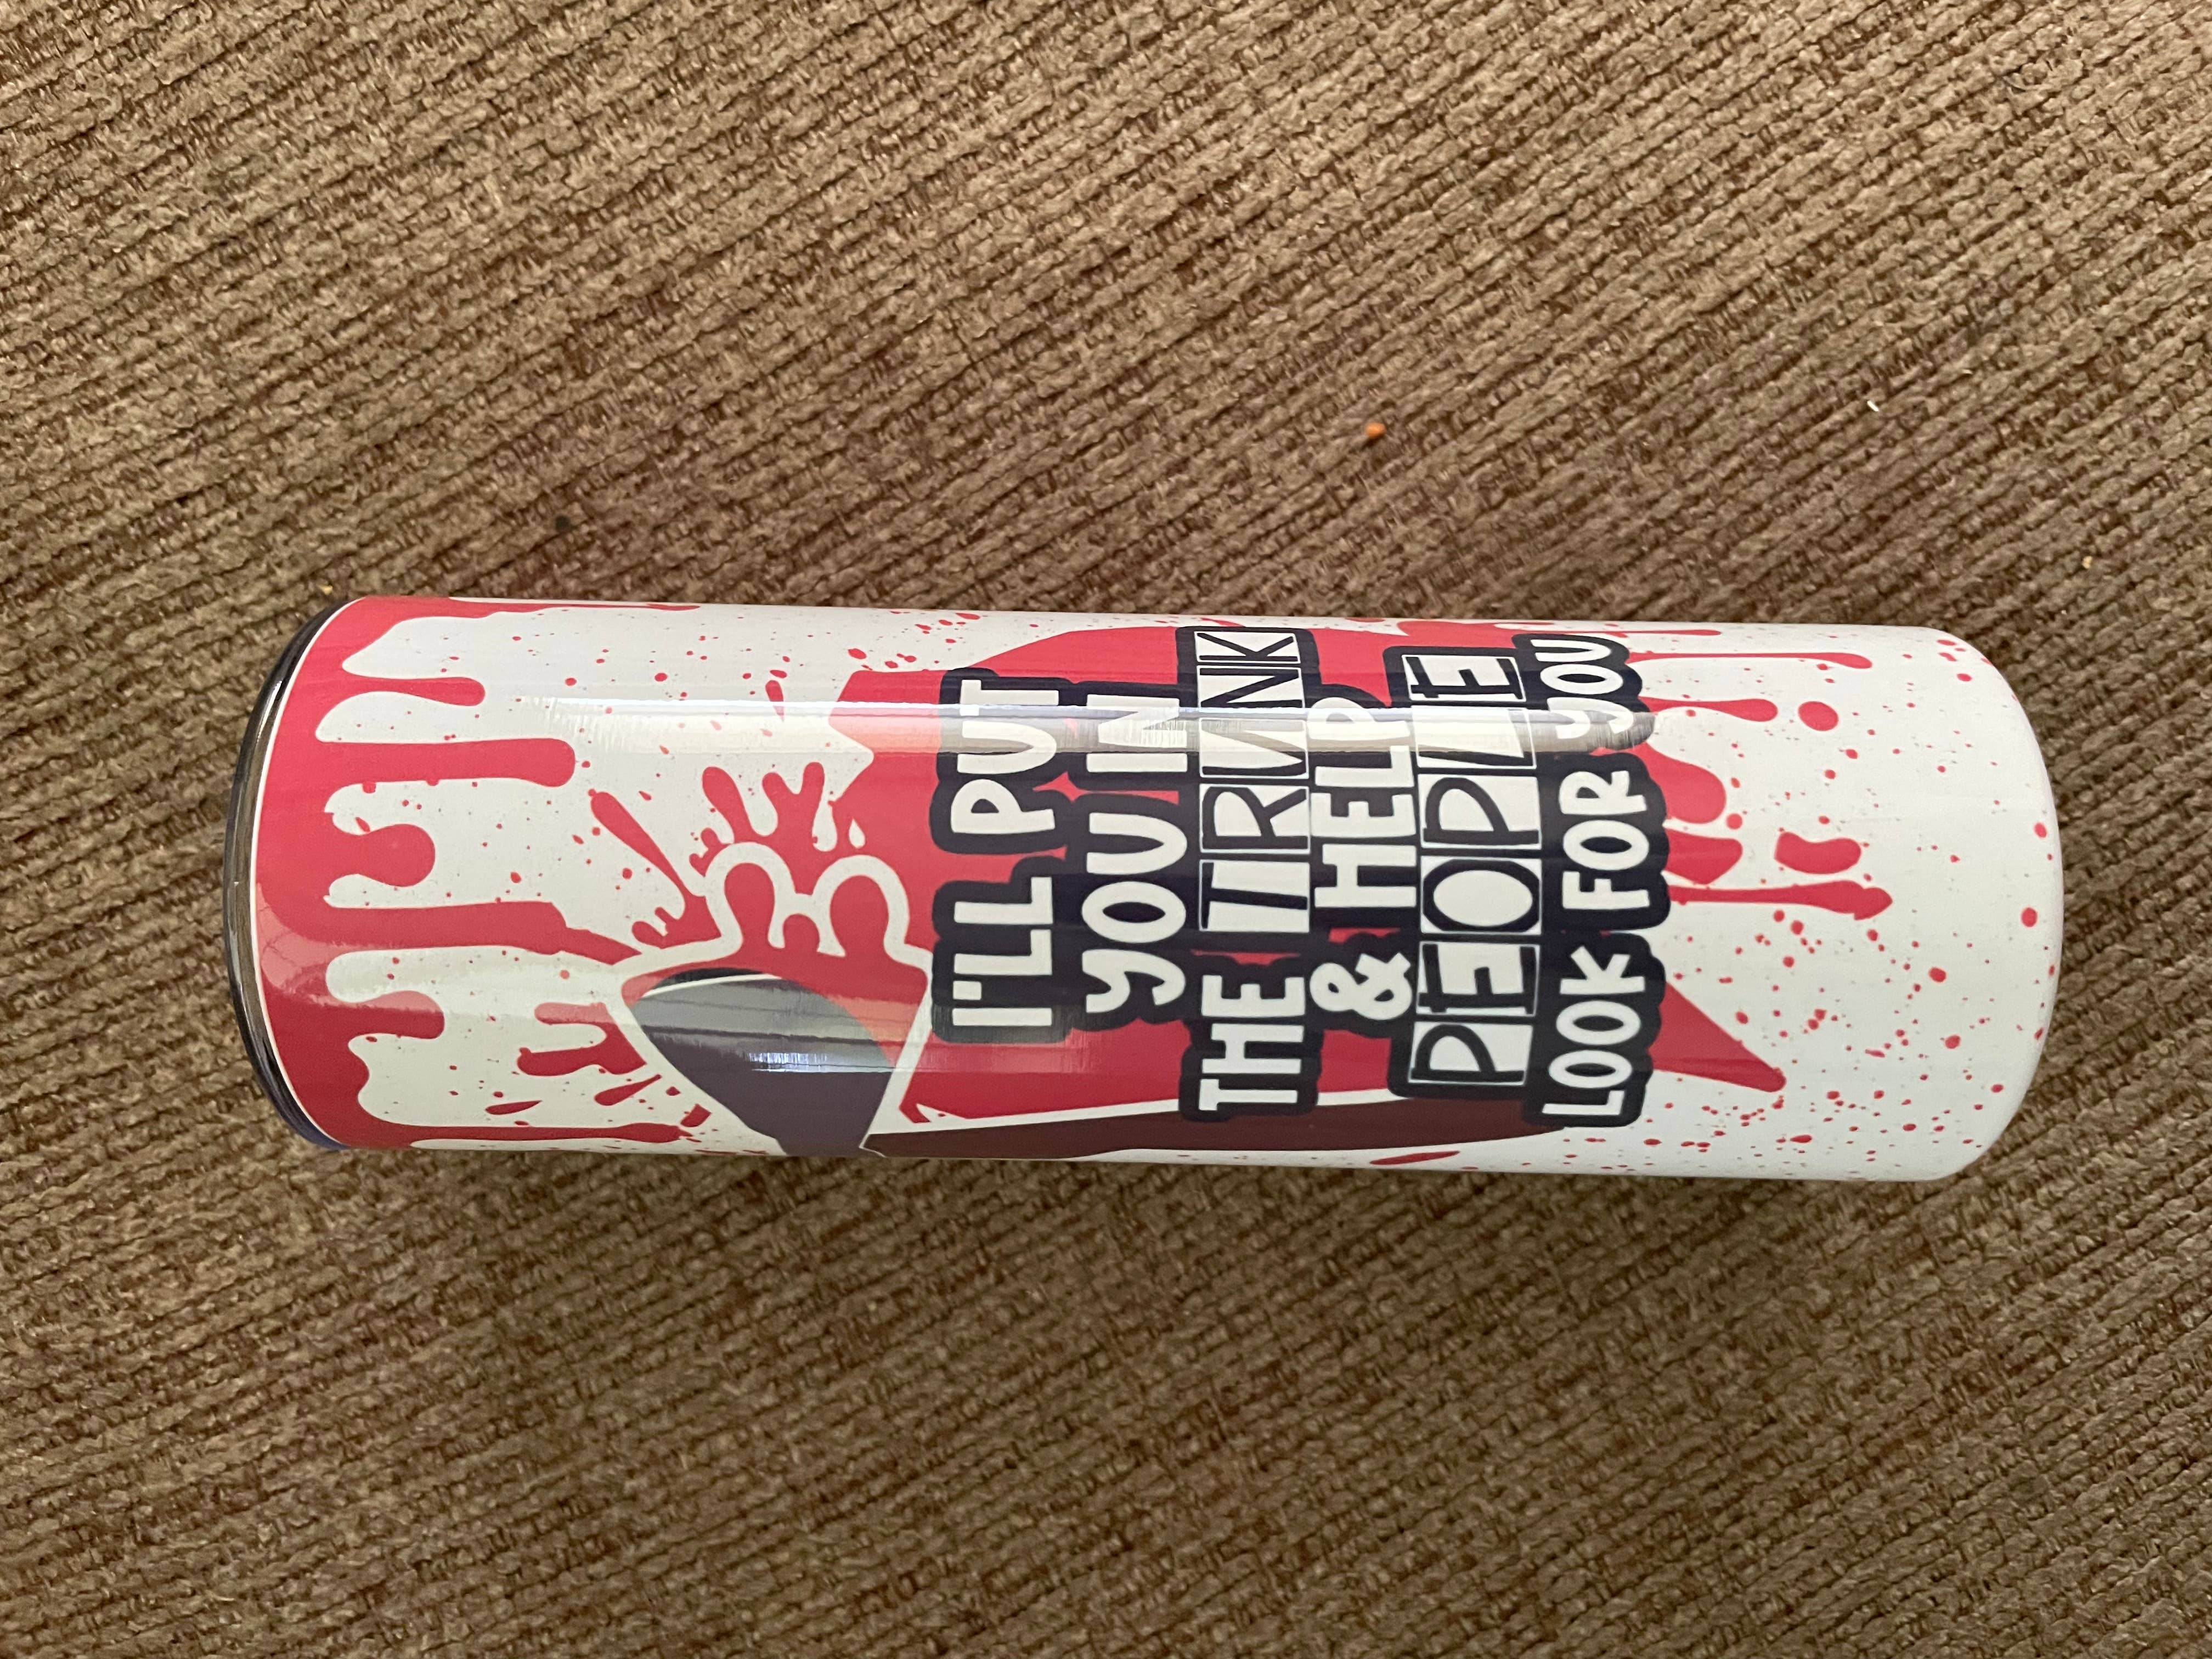 I'LL PUT
YOU IN
THE TRUNK
& HELP
PEOPLE
LOOK FOR YOU